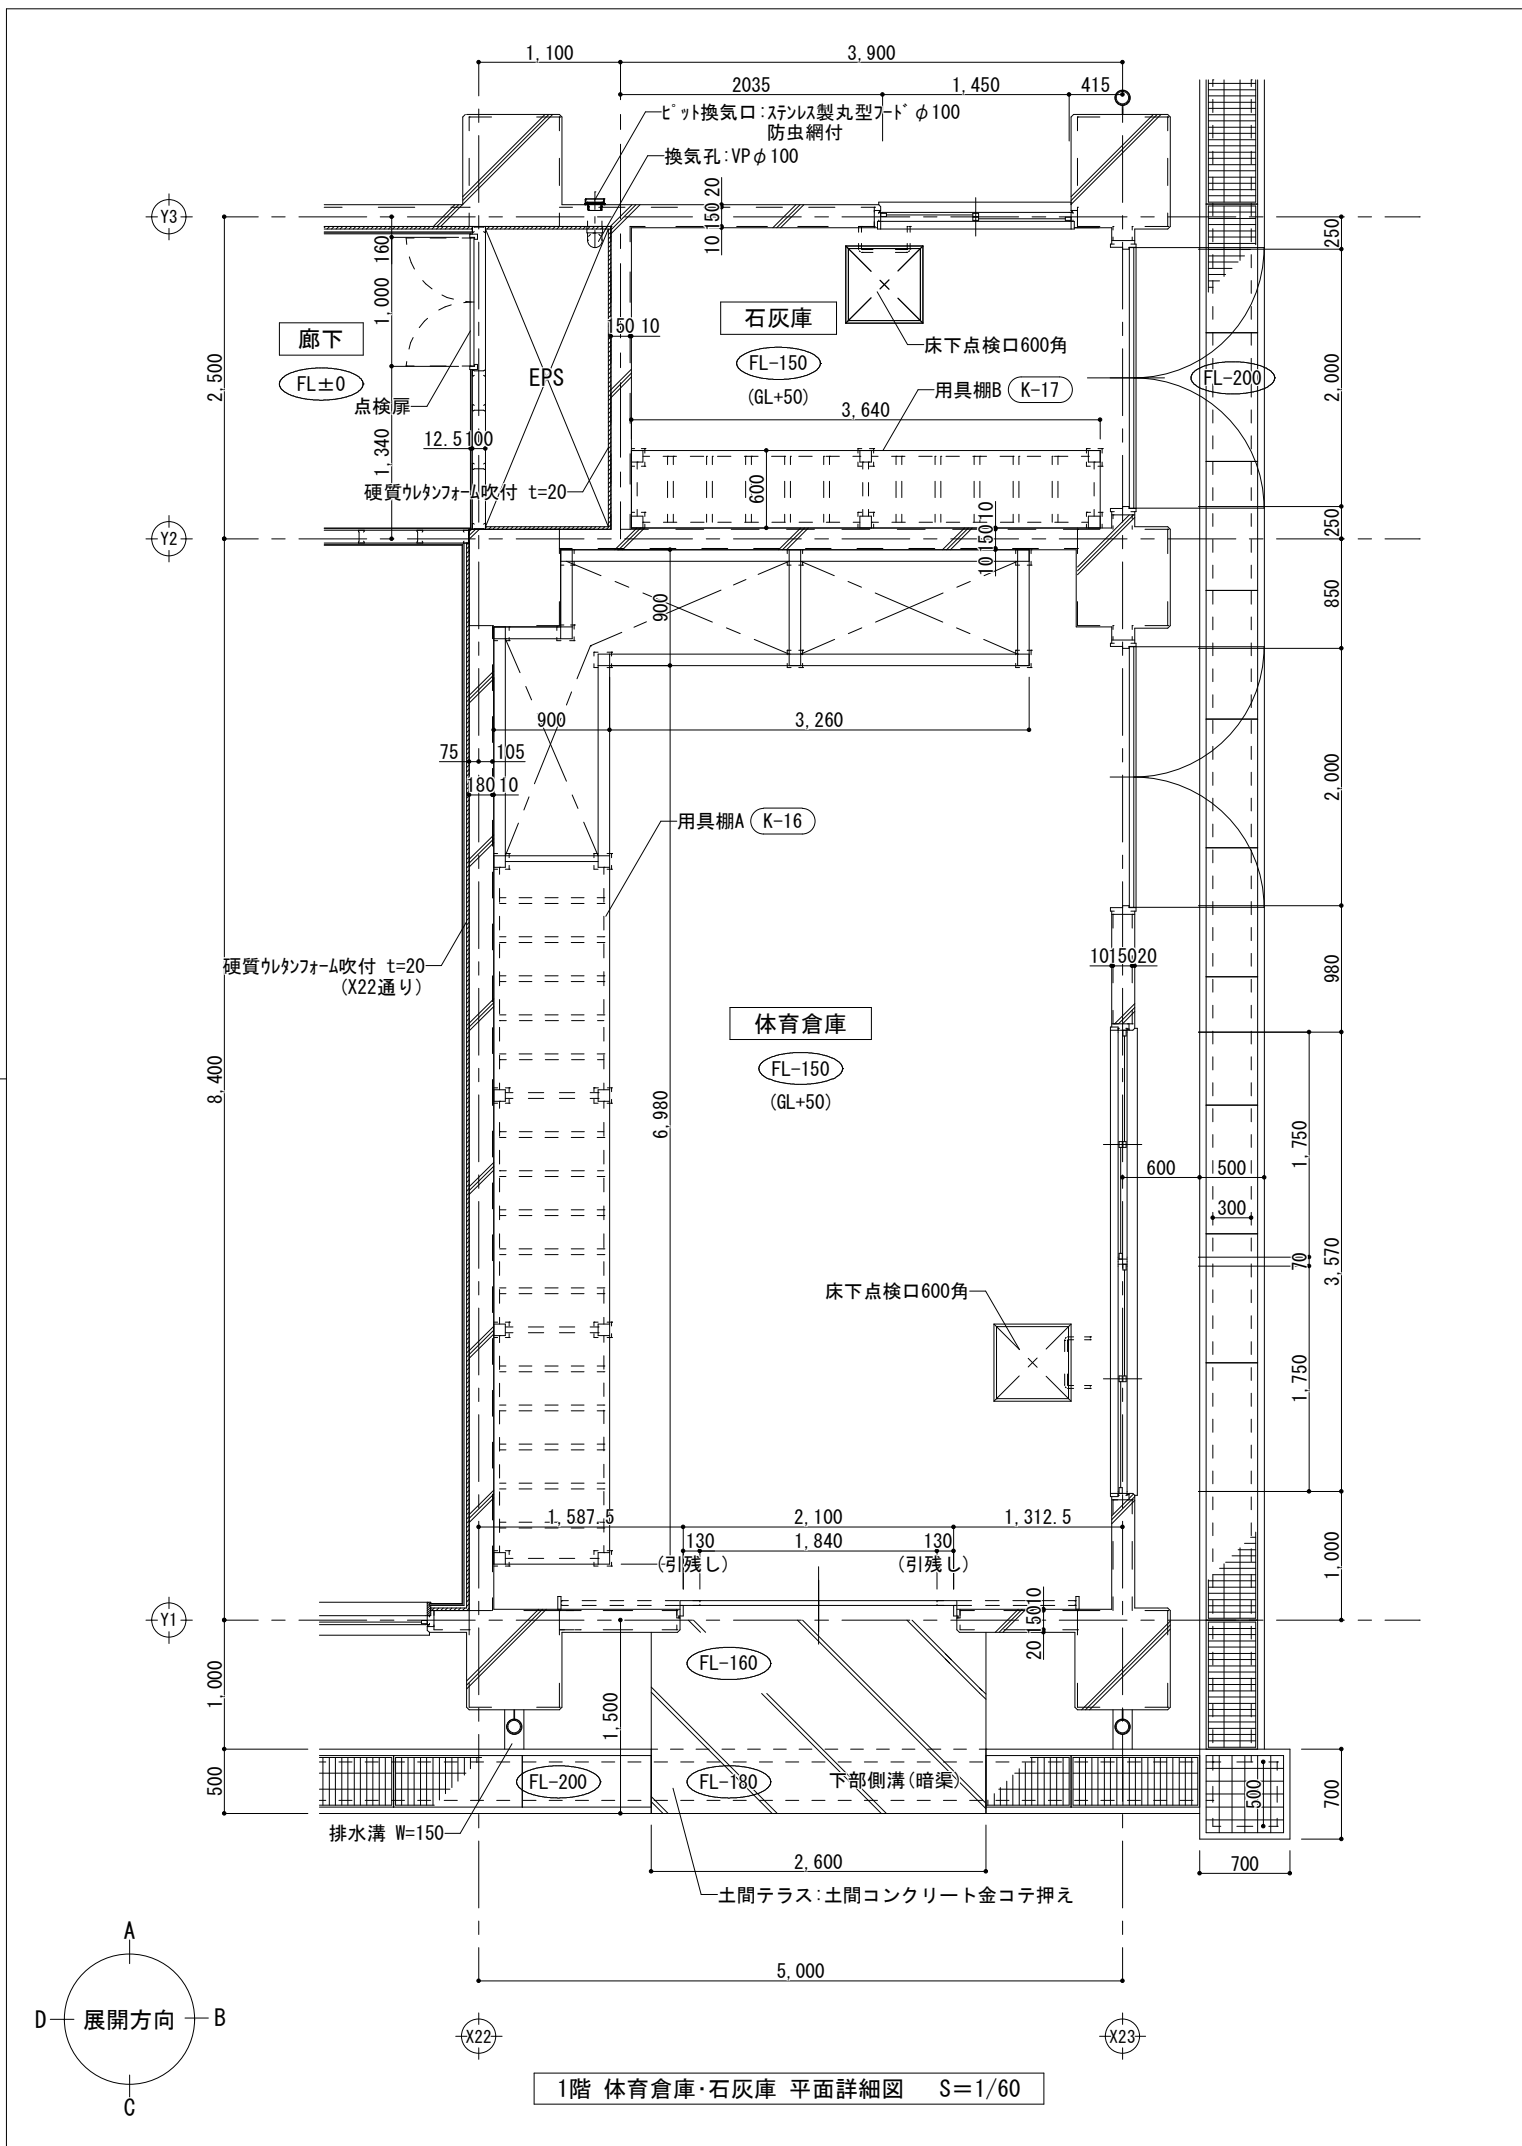 1,100
3,900
2035
1,450
415
ﾋﾟｯﾄ換気口:ｽﾃﾝﾚｽ製丸型ﾌｰﾄﾞφ100
防虫網付
換気孔:VPφ100
Y3
10 150 20
250
160
1,000
廊下
FL±0
2,500
点検扉
1,340
12.5
100
EPS
150
10
石灰庫
FL-150
(GL+50)
床下点検口600角
用具棚B
K-17
3,640
600
FL-200
2,000
硬質ｳﾚﾀﾝﾌｫｰﾑ吹付 t=20
Y2
10 150 10
250
900
850
900
3,260
75
105
180
10
2,000
用具棚A
K-16
硬質ｳﾚﾀﾝﾌｫｰﾑ吹付 t=20
(X22通り)
10
150
20
980
体育倉庫
FL-150
(GL+50)
8,400
6,980
1,750
600
500
300
70
3,570
床下点検口600角
1,750
1,587.5
2,100
1,312.5
130
1,840
130
(引残し)
(引残し)
1,000
Y1
20 150 10
FL-160
1,000
1,500
500
FL-200
FL-180
下部側溝(暗渠)
500
700
排水溝 W=150
2,600
700
土間テラス:土間コンクリート金コテ押え
A
5,000
D
展開方向
B
X22
X23
C
1階 体育倉庫･石灰庫 平面詳細図 S=1/60